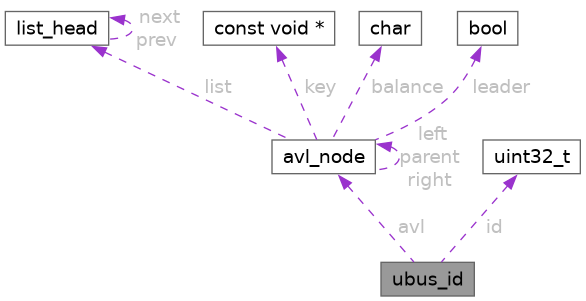 list_head
next
prev
const void *
char
bool
list
key
balance
leader
avl_node
left
parent
right
uint32_t
avl
id
ubus_id